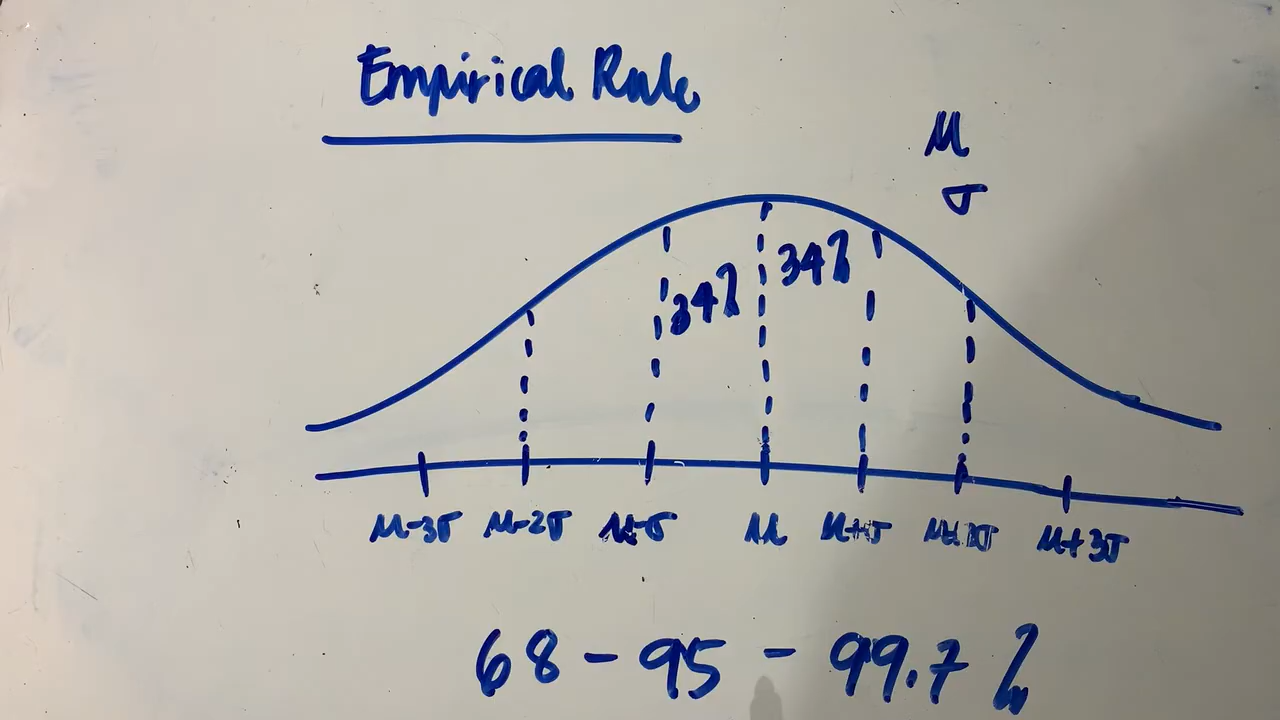 Empirical Rule
μ
σ
34% 34%
μ-3σ μ-2σ μ-σ μ μ+σ μ+2σ μ+3σ
68 - 95 - 99.7 %